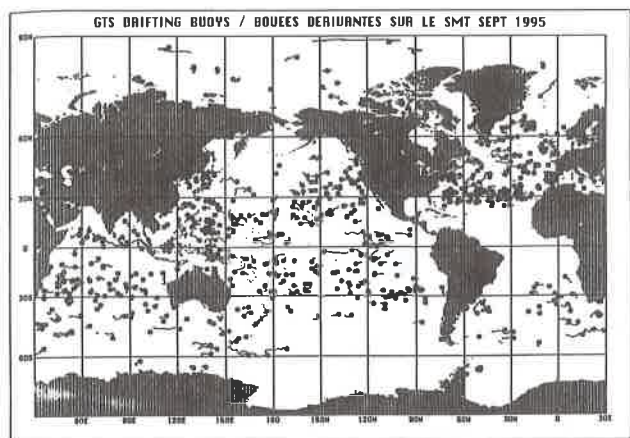 GTS DRIFTING BUOYS / BOUEES DERIVANTES SUR LE SMT SEPT 1995
60N
30N
0
30S
60S
90E 120E 150E 180 150W 120W 90W 60W 30W 0 30E